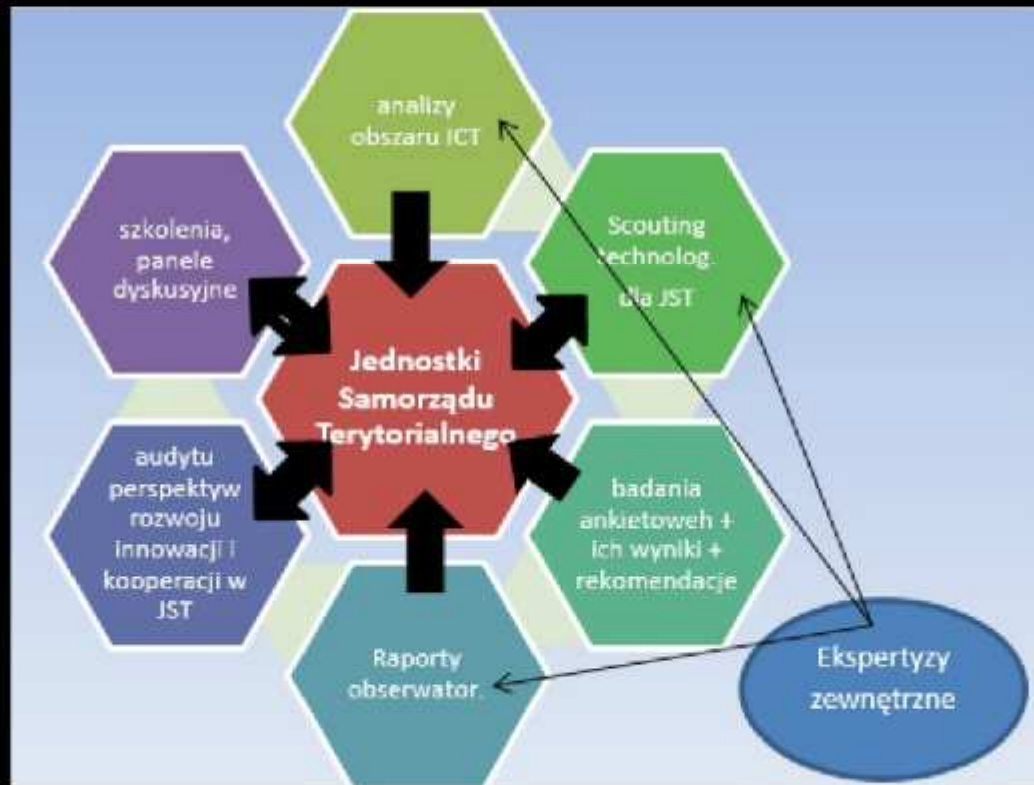 analizy
obszaru ICT
szkolenia,
panele
dyskusyjne
Scouting
technolog.
dla JST
Jednostki
Samorządu
Terytorialnego
audytu
perspektyw
rozwoju
innowacji i
kooperacji w
JST
badania
ankietoweh +
ich wyniki +
rekomendacje
Raporty
obserwator.
Ekspertyzy
zewnętrzne